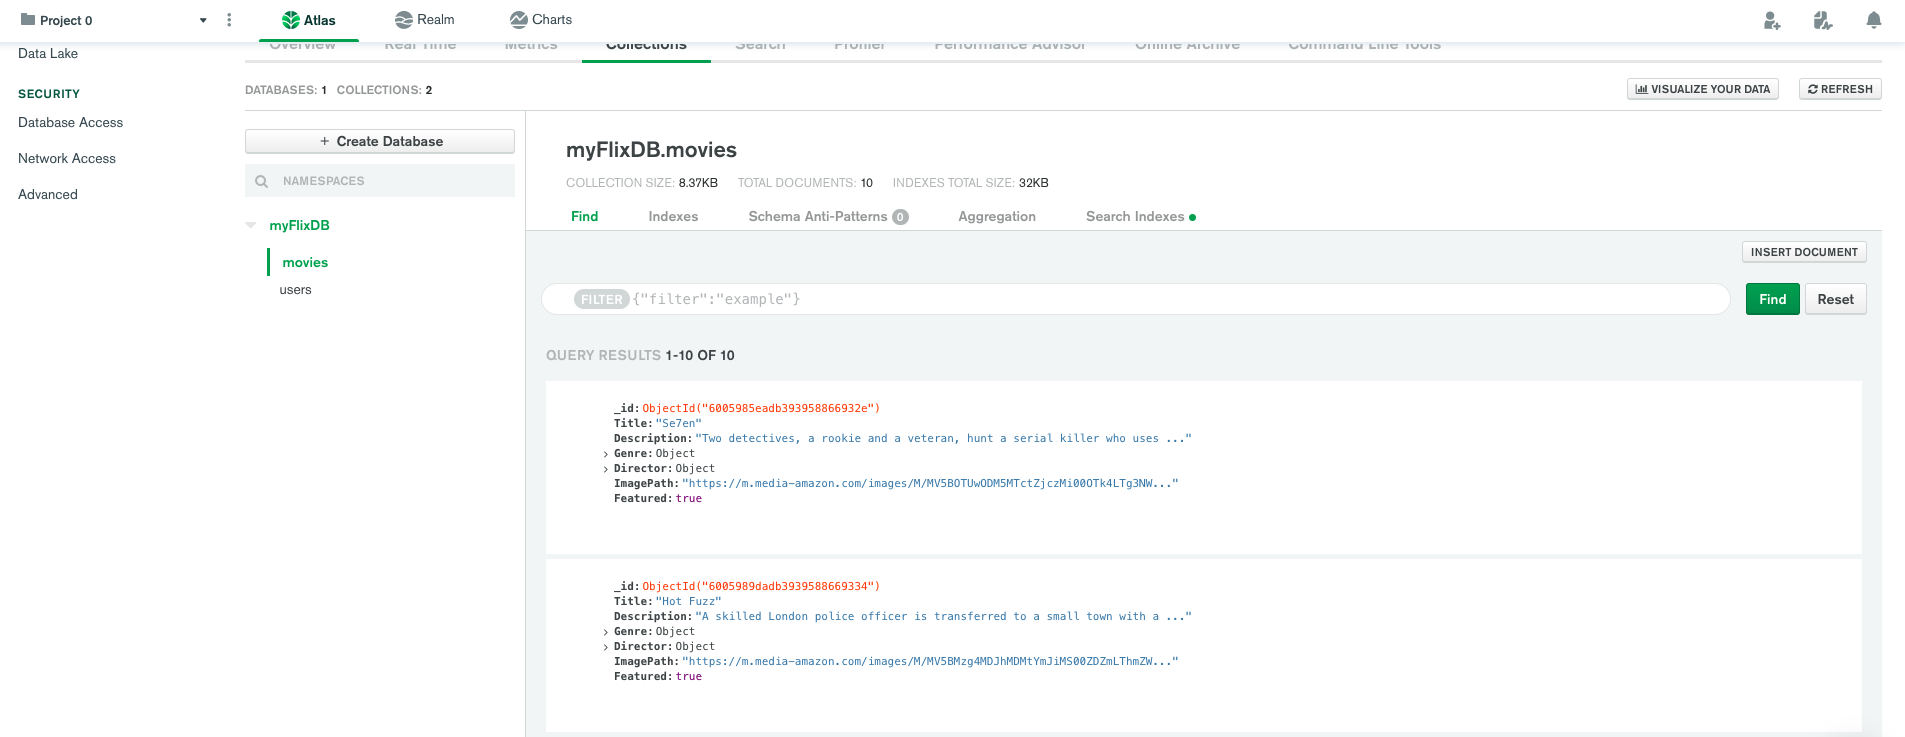 Project 0
Atlas
Realm
Charts
Data Lake
Overview
Real Time
Metrics
Collections
Search
Profiler
Performance Advisor
Online Archive
Command Line Tools
SECURITY
Database Access
Network Access
Advanced
DATABASES: 1 COLLECTIONS: 2
VISUALIZE YOUR DATA
REFRESH
+ Create Database
NAMESPACES
myFlixDB
movies
users
myFlixDB.movies
COLLECTION SIZE: 8.37KB TOTAL DOCUMENTS: 10 INDEXES TOTAL SIZE: 32KB
Find
Indexes
Schema Anti-Patterns 0
Aggregation
Search Indexes
INSERT DOCUMENT
FILTER {"filter":"example"}
Find
Reset
QUERY RESULTS 1-10 OF 10
_id: ObjectId("6005985eadb393958866932e")
Title: "Se7en"
Description: "Two detectives, a rookie and a veteran, hunt a serial killer who uses ..."
> Genre: Object
> Director: Object
ImagePath: "https://m.media-amazon.com/images/M/MV5BOTUwODM5MTctZjczMi00OTk4LTg3NW..."
Featured: true
_id: ObjectId("6005989dadb3939588669334")
Title: "Hot Fuzz"
Description: "A skilled London police officer is transferred to a small town with a ..."
> Genre: Object
> Director: Object
ImagePath: "https://m.media-amazon.com/images/M/MV5BMzg4MDJhMDMtYmJiMS00ZDZmLThmZW..."
Featured: true